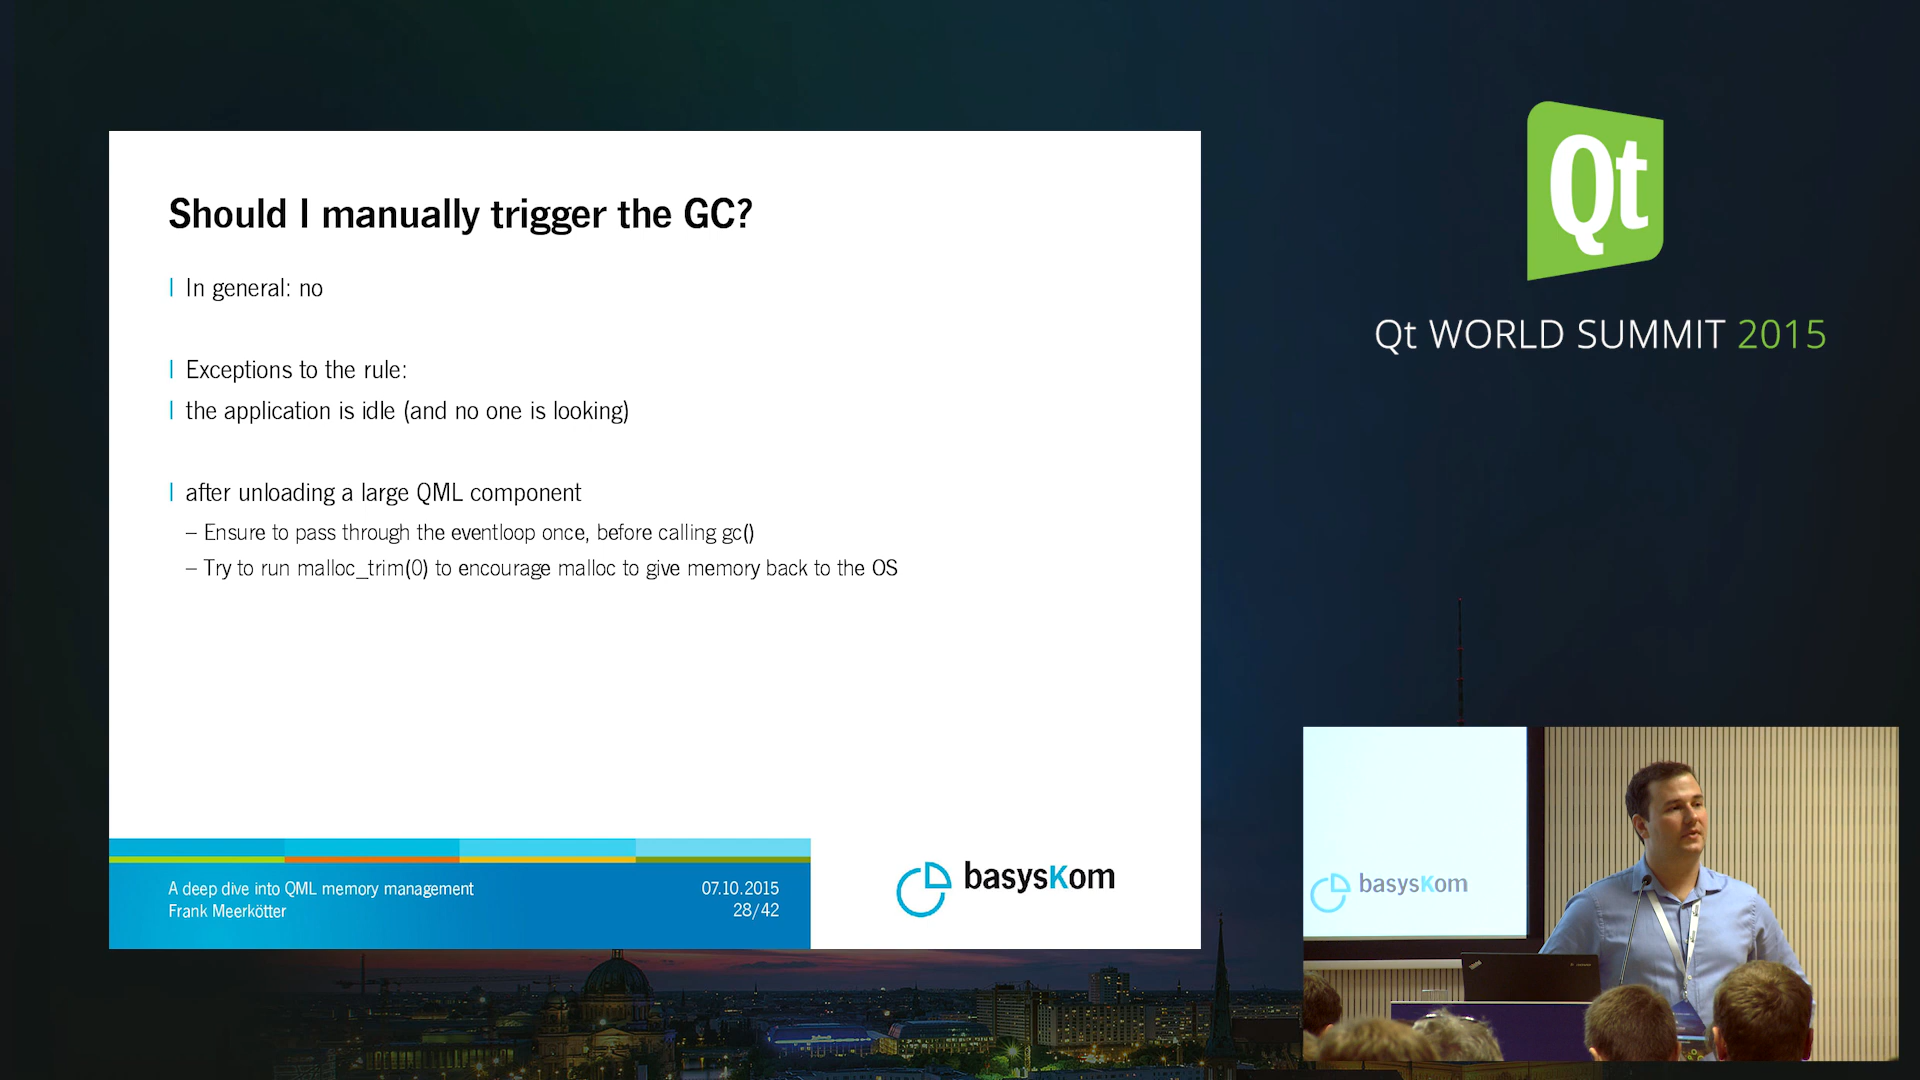 Should I manually trigger the GC?
In general: no
Exceptions to the rule:
the application is idle (and no one is looking)
after unloading a large QML component
– Ensure to pass through the eventloop once, before calling gc()
– Try to run malloc_trim(0) to encourage malloc to give memory back to the OS
A deep dive into QML memory management
Frank Meerkötter
07.10.2015
28/42
basysKom
Qt
Qt WORLD SUMMIT 2015
basysKom